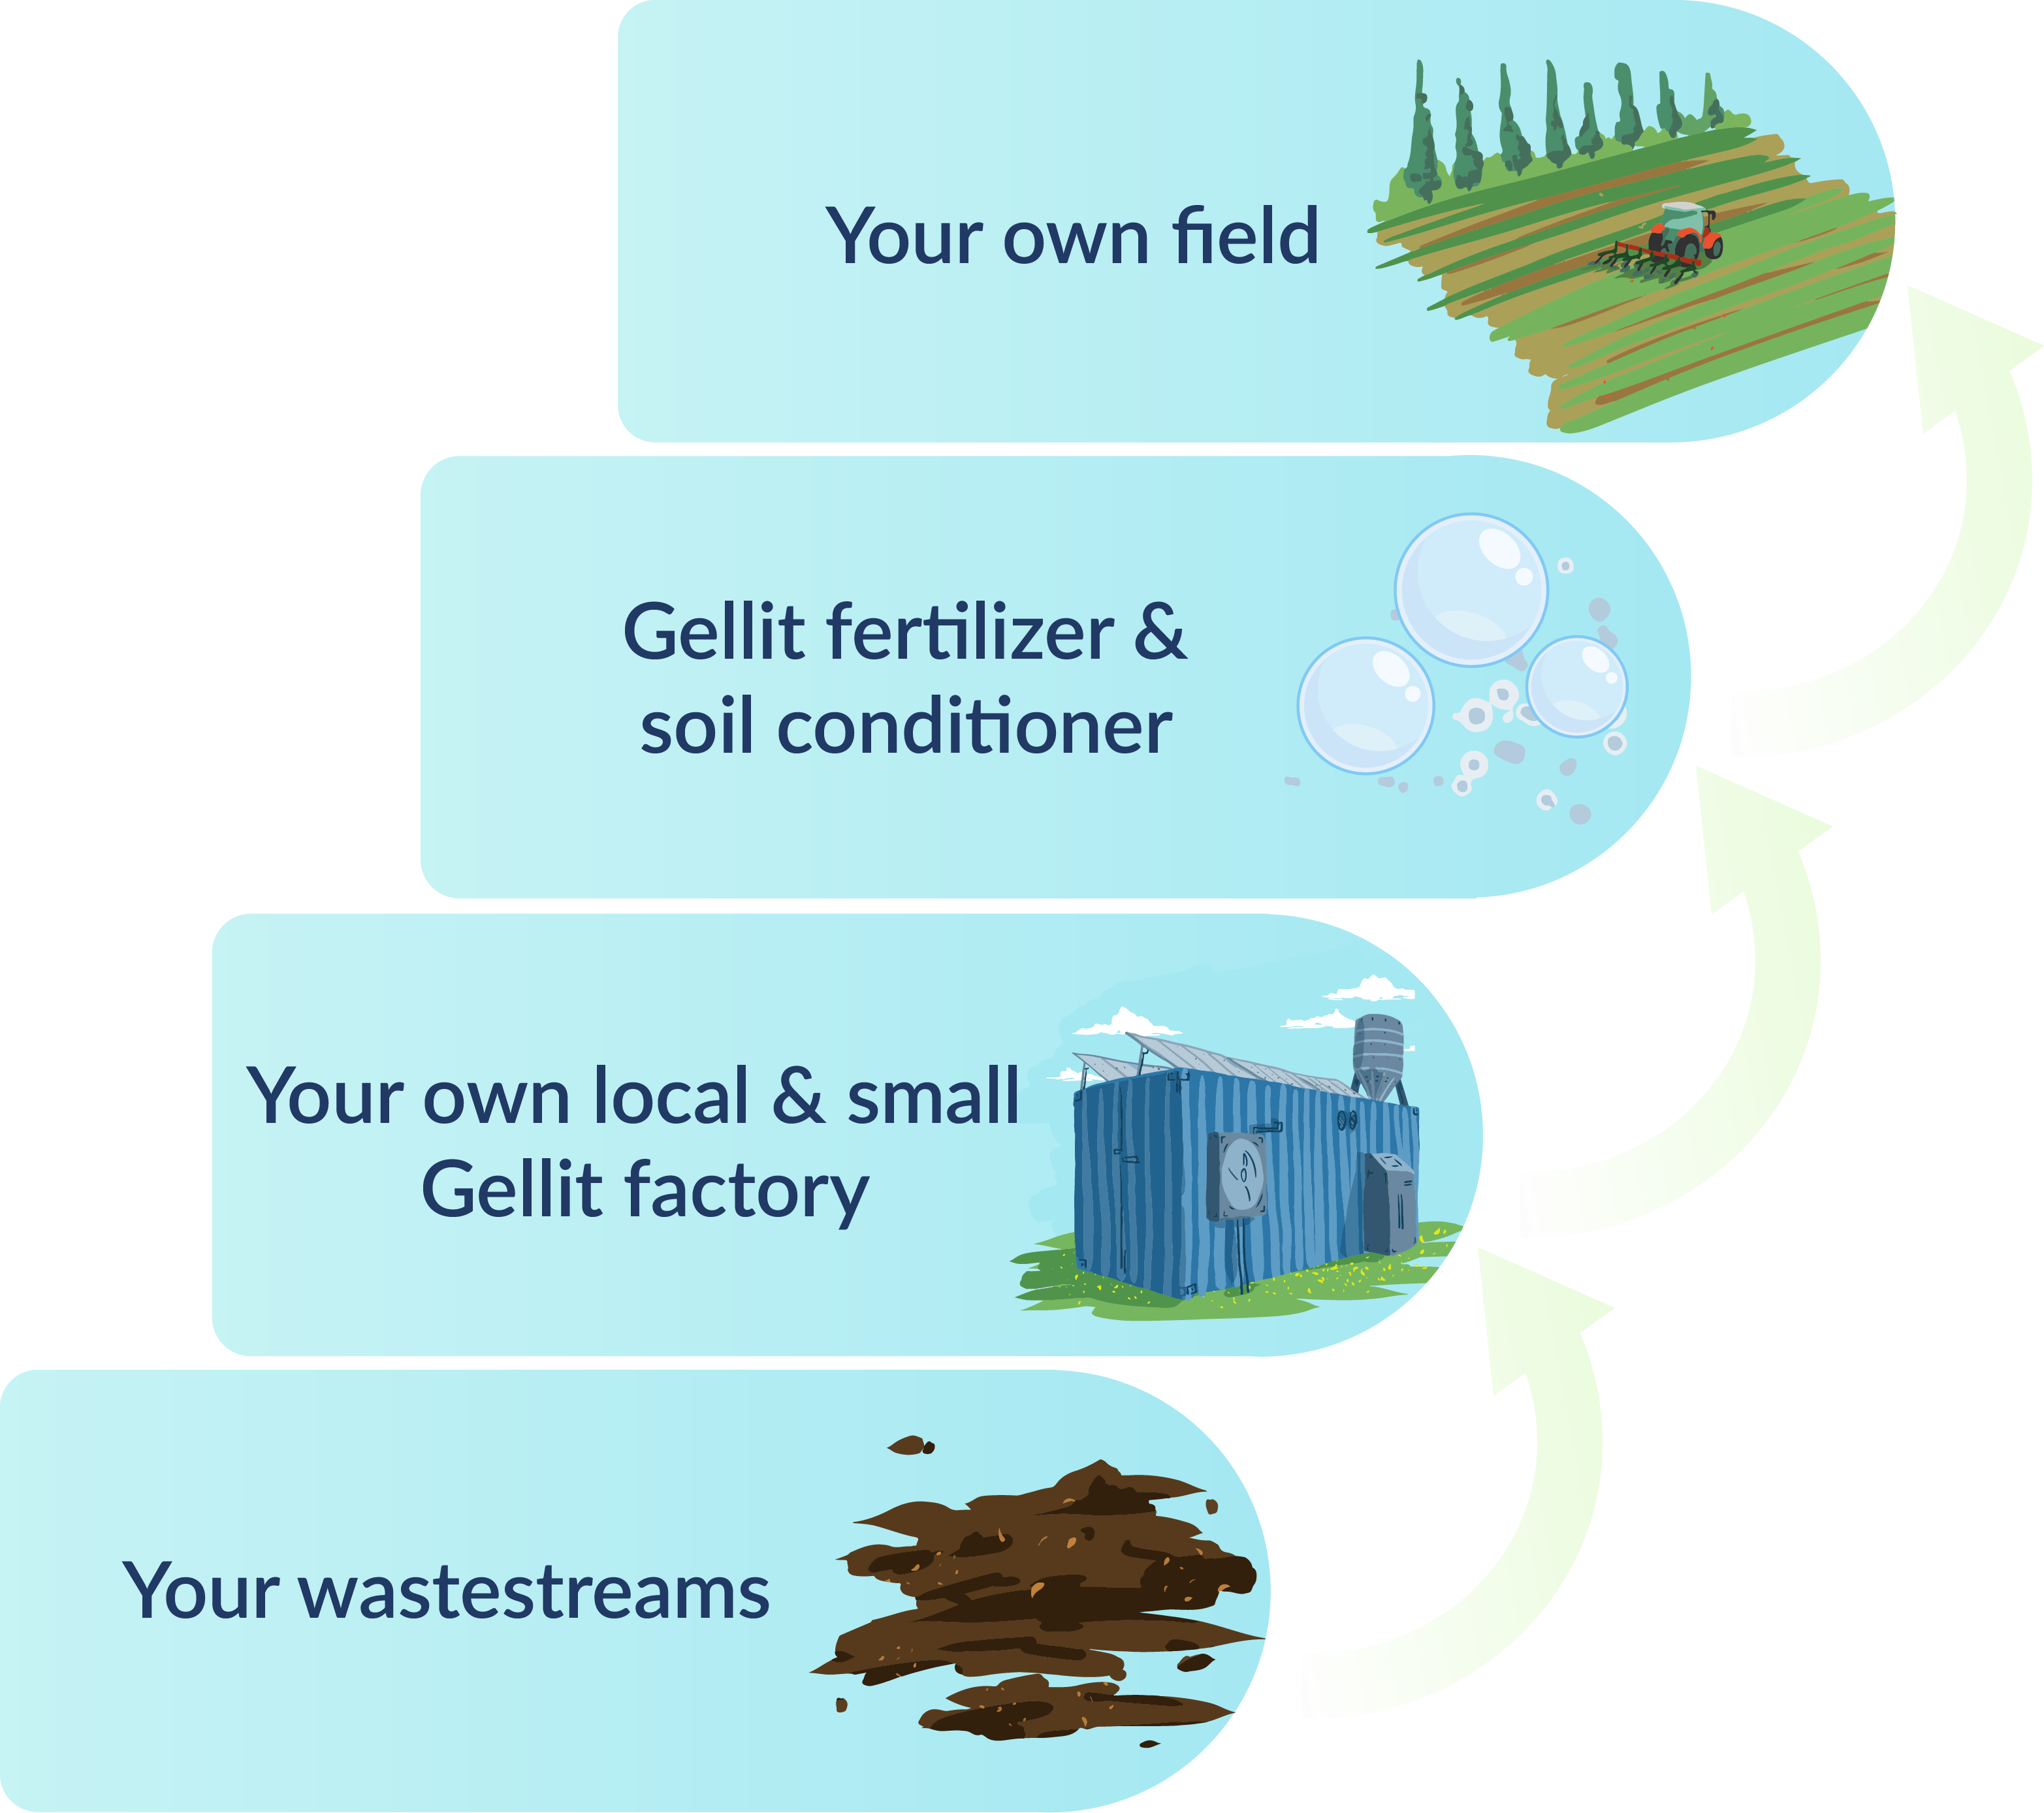 Your own field
Gellit fertilizer &
soil conditioner
Your own local & small
Gellit factory
Your wastestreams